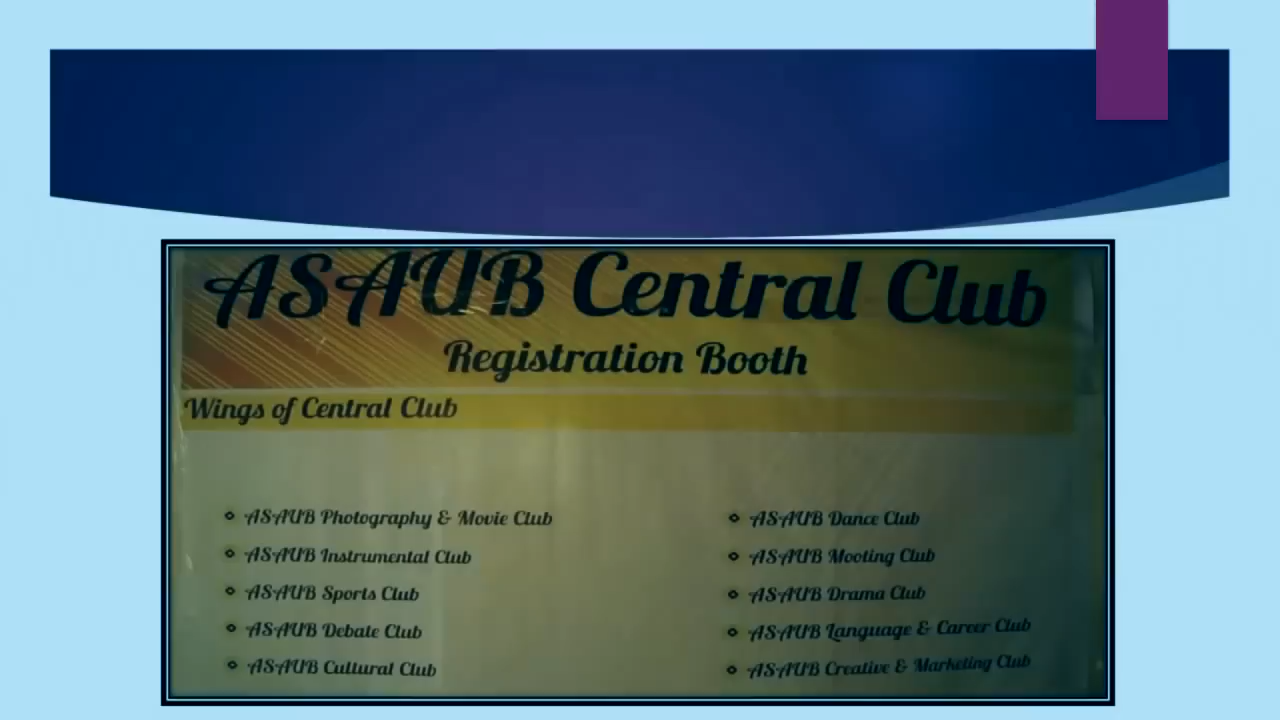 ASAUB Central Club
Registration Booth
Wings of Central Club
ASAUB Photography & Movie Club
ASAUB Instrumental Club
ASAUB Sports Club
ASAUB Debate Club
ASAUB Cultural Club
ASAUB Dance Club
ASAUB Mooting Club
ASAUB Drama Club
ASAUB Language & Career Club
ASAUB Creative & Marketing Club